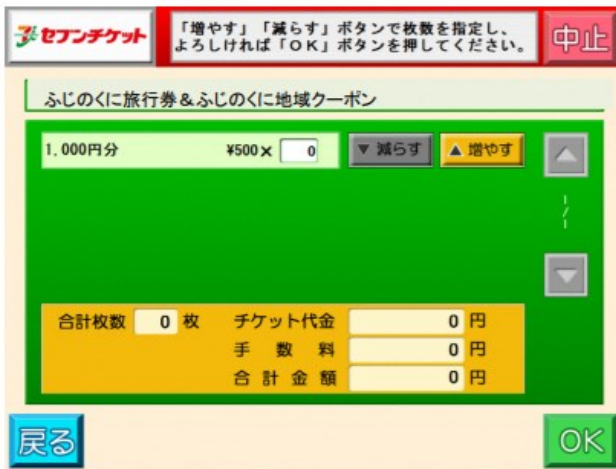 セブンチケット
「増やす」「減らす」ボタンで枚数を指定し、
よろしければ「ＯＫ」ボタンを押してください。
中止
ふじのくに旅行券＆ふじのくに地域クーポン
1,000円分 ¥500× 0 ▼ 減らす ▲ 増やす
1/1
合計枚数 0 枚 チケット代金 0 円
手数料 0 円
合計金額 0 円
戻る
OK